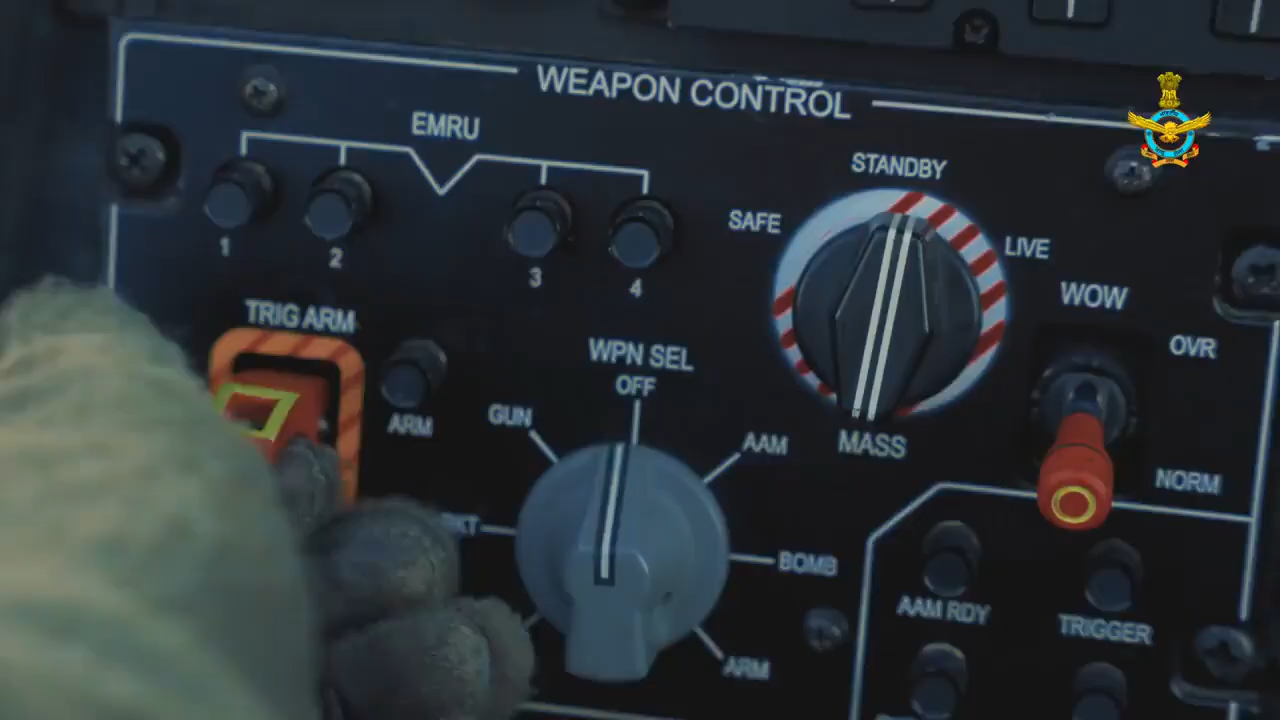 WEAPON CONTROL
EMRU
1
2
3
4
STANDBY
SAFE
LIVE
MASS
WOW
OVR
NORM
TRIG ARM
ARM
WPN SEL
OFF
GUN
AAM
BOMB
ARM
AAM RDY
TRIGGER